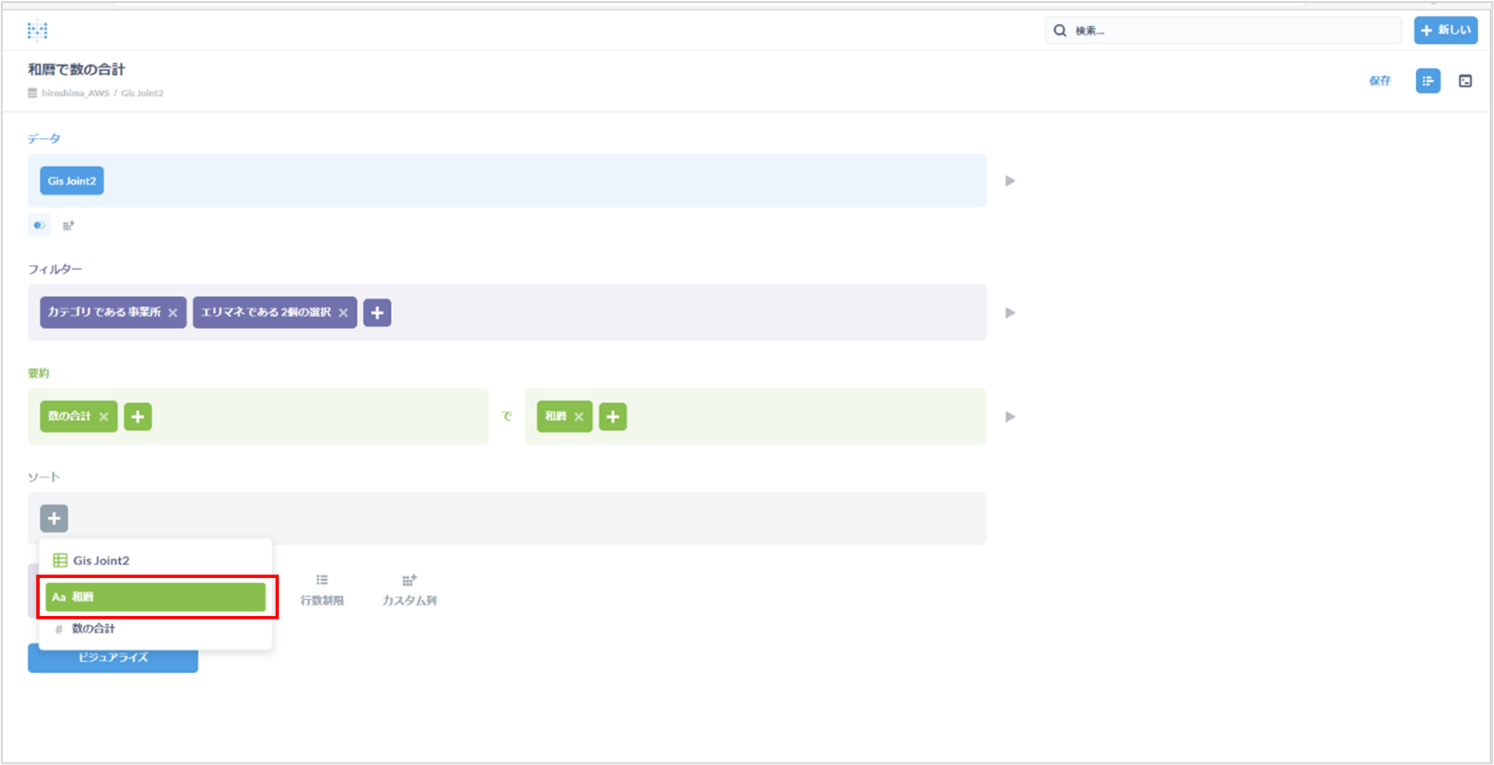 検索...
+ 新しい
和暦で数の合計
hiroshima_AWS / Gis Joint2
保存
データ
Gis Joint2
フィルター
カテゴリ である 事業所 ×
エリマネ である 2個の選択 ×
+
要約
数の合計 ×
+
で
和暦 ×
+
ソート
+
Gis Joint2
Aa 和暦
# 数の合計
行数制限
カスタム列
ビジュアライズ